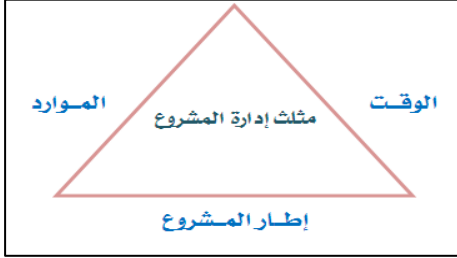 الوقت
الموارد
مثلث إدارة المشروع
إطار المشروع